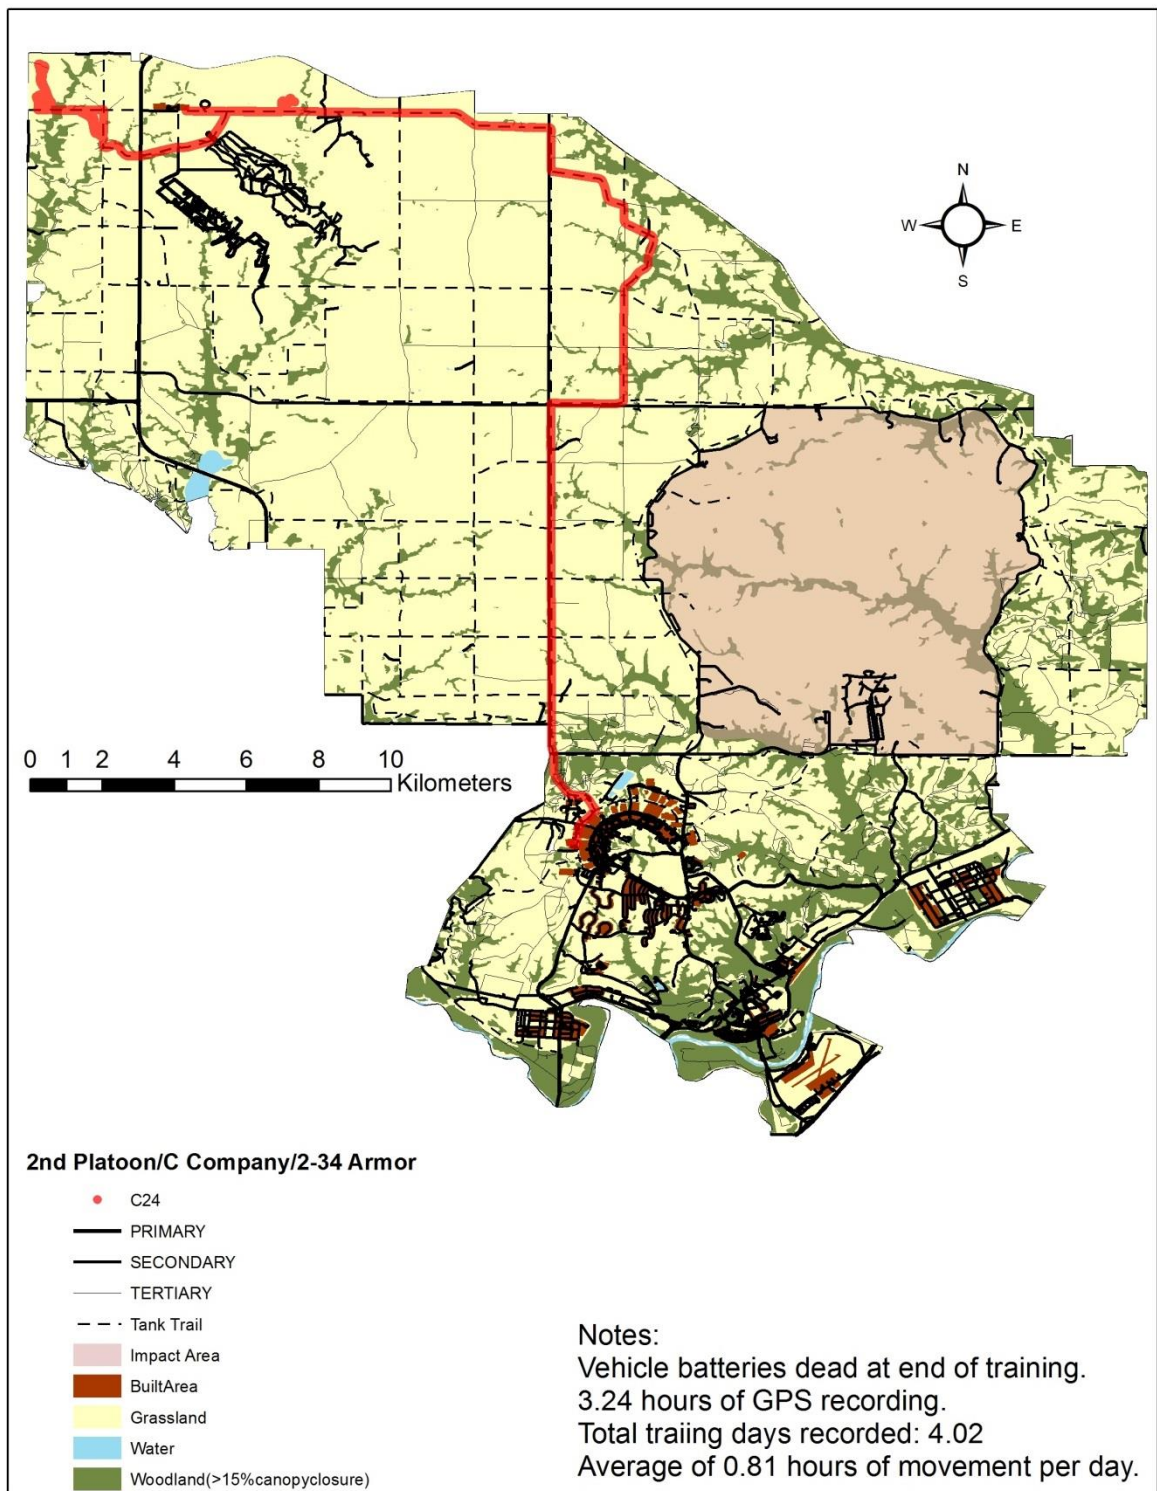 N
W E
S
0 1 2 4 6 8 10
Kilometers
2nd Platoon/C Company/2-34 Armor
C24
PRIMARY
SECONDARY
TERTIARY
Tank Trail
Impact Area
BuiltArea
Grassland
Water
Woodland(>15%canopyclosure)
Notes:
Vehicle batteries dead at end of training.
3.24 hours of GPS recording.
Total traiing days recorded: 4.02
Average of 0.81 hours of movement per day.